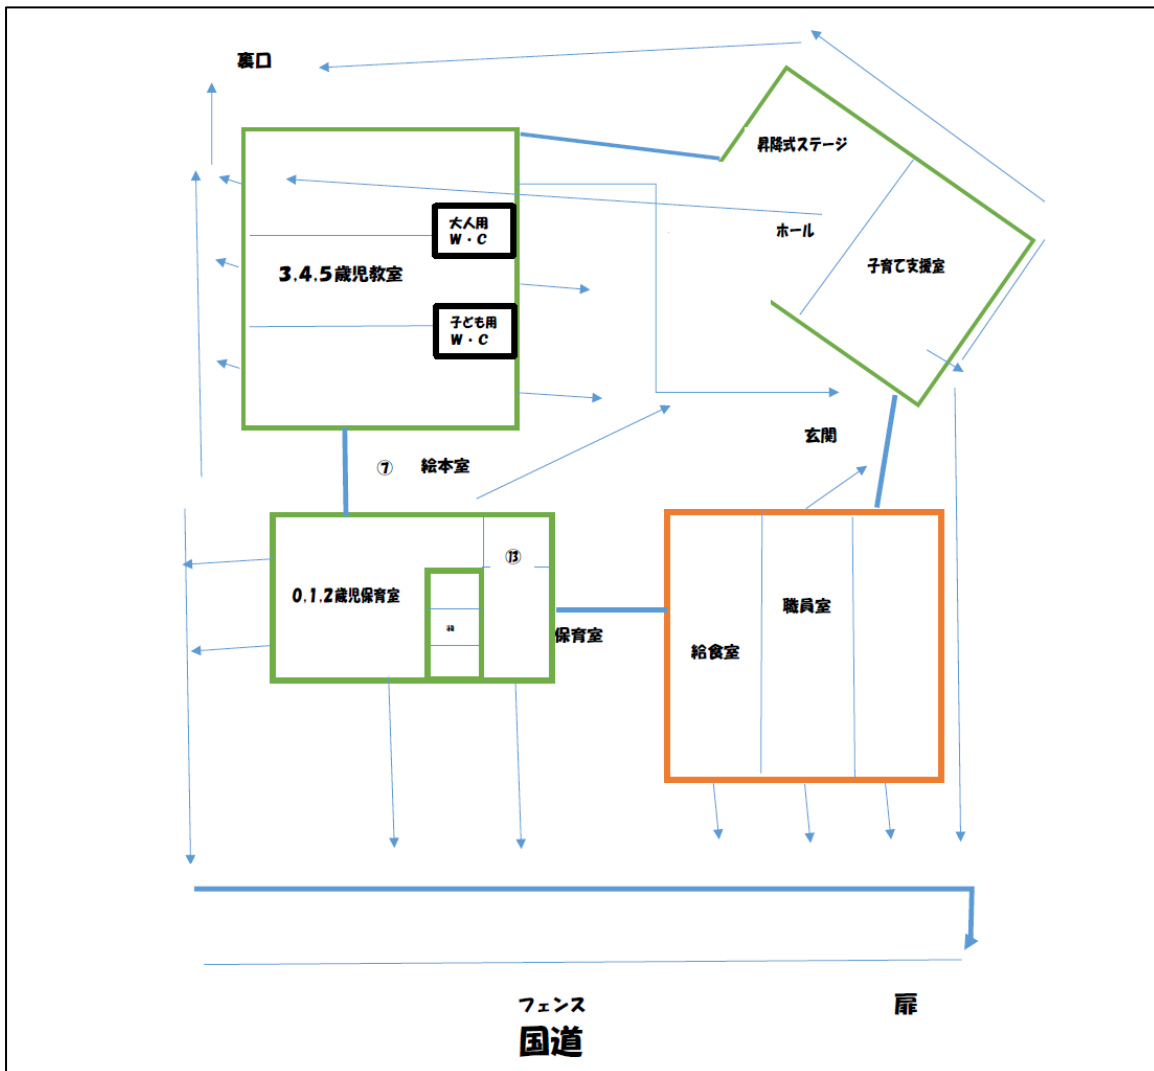 裏口
昇降式ステージ
大人用
W・C
ホール
3,4,5歳児教室
子育て支援室
子ども用
W・C
玄関
⑦ 絵本室
⑬
0,1,2歳児保育室
職員室
保育室
給食室
フェンス
扉
国道